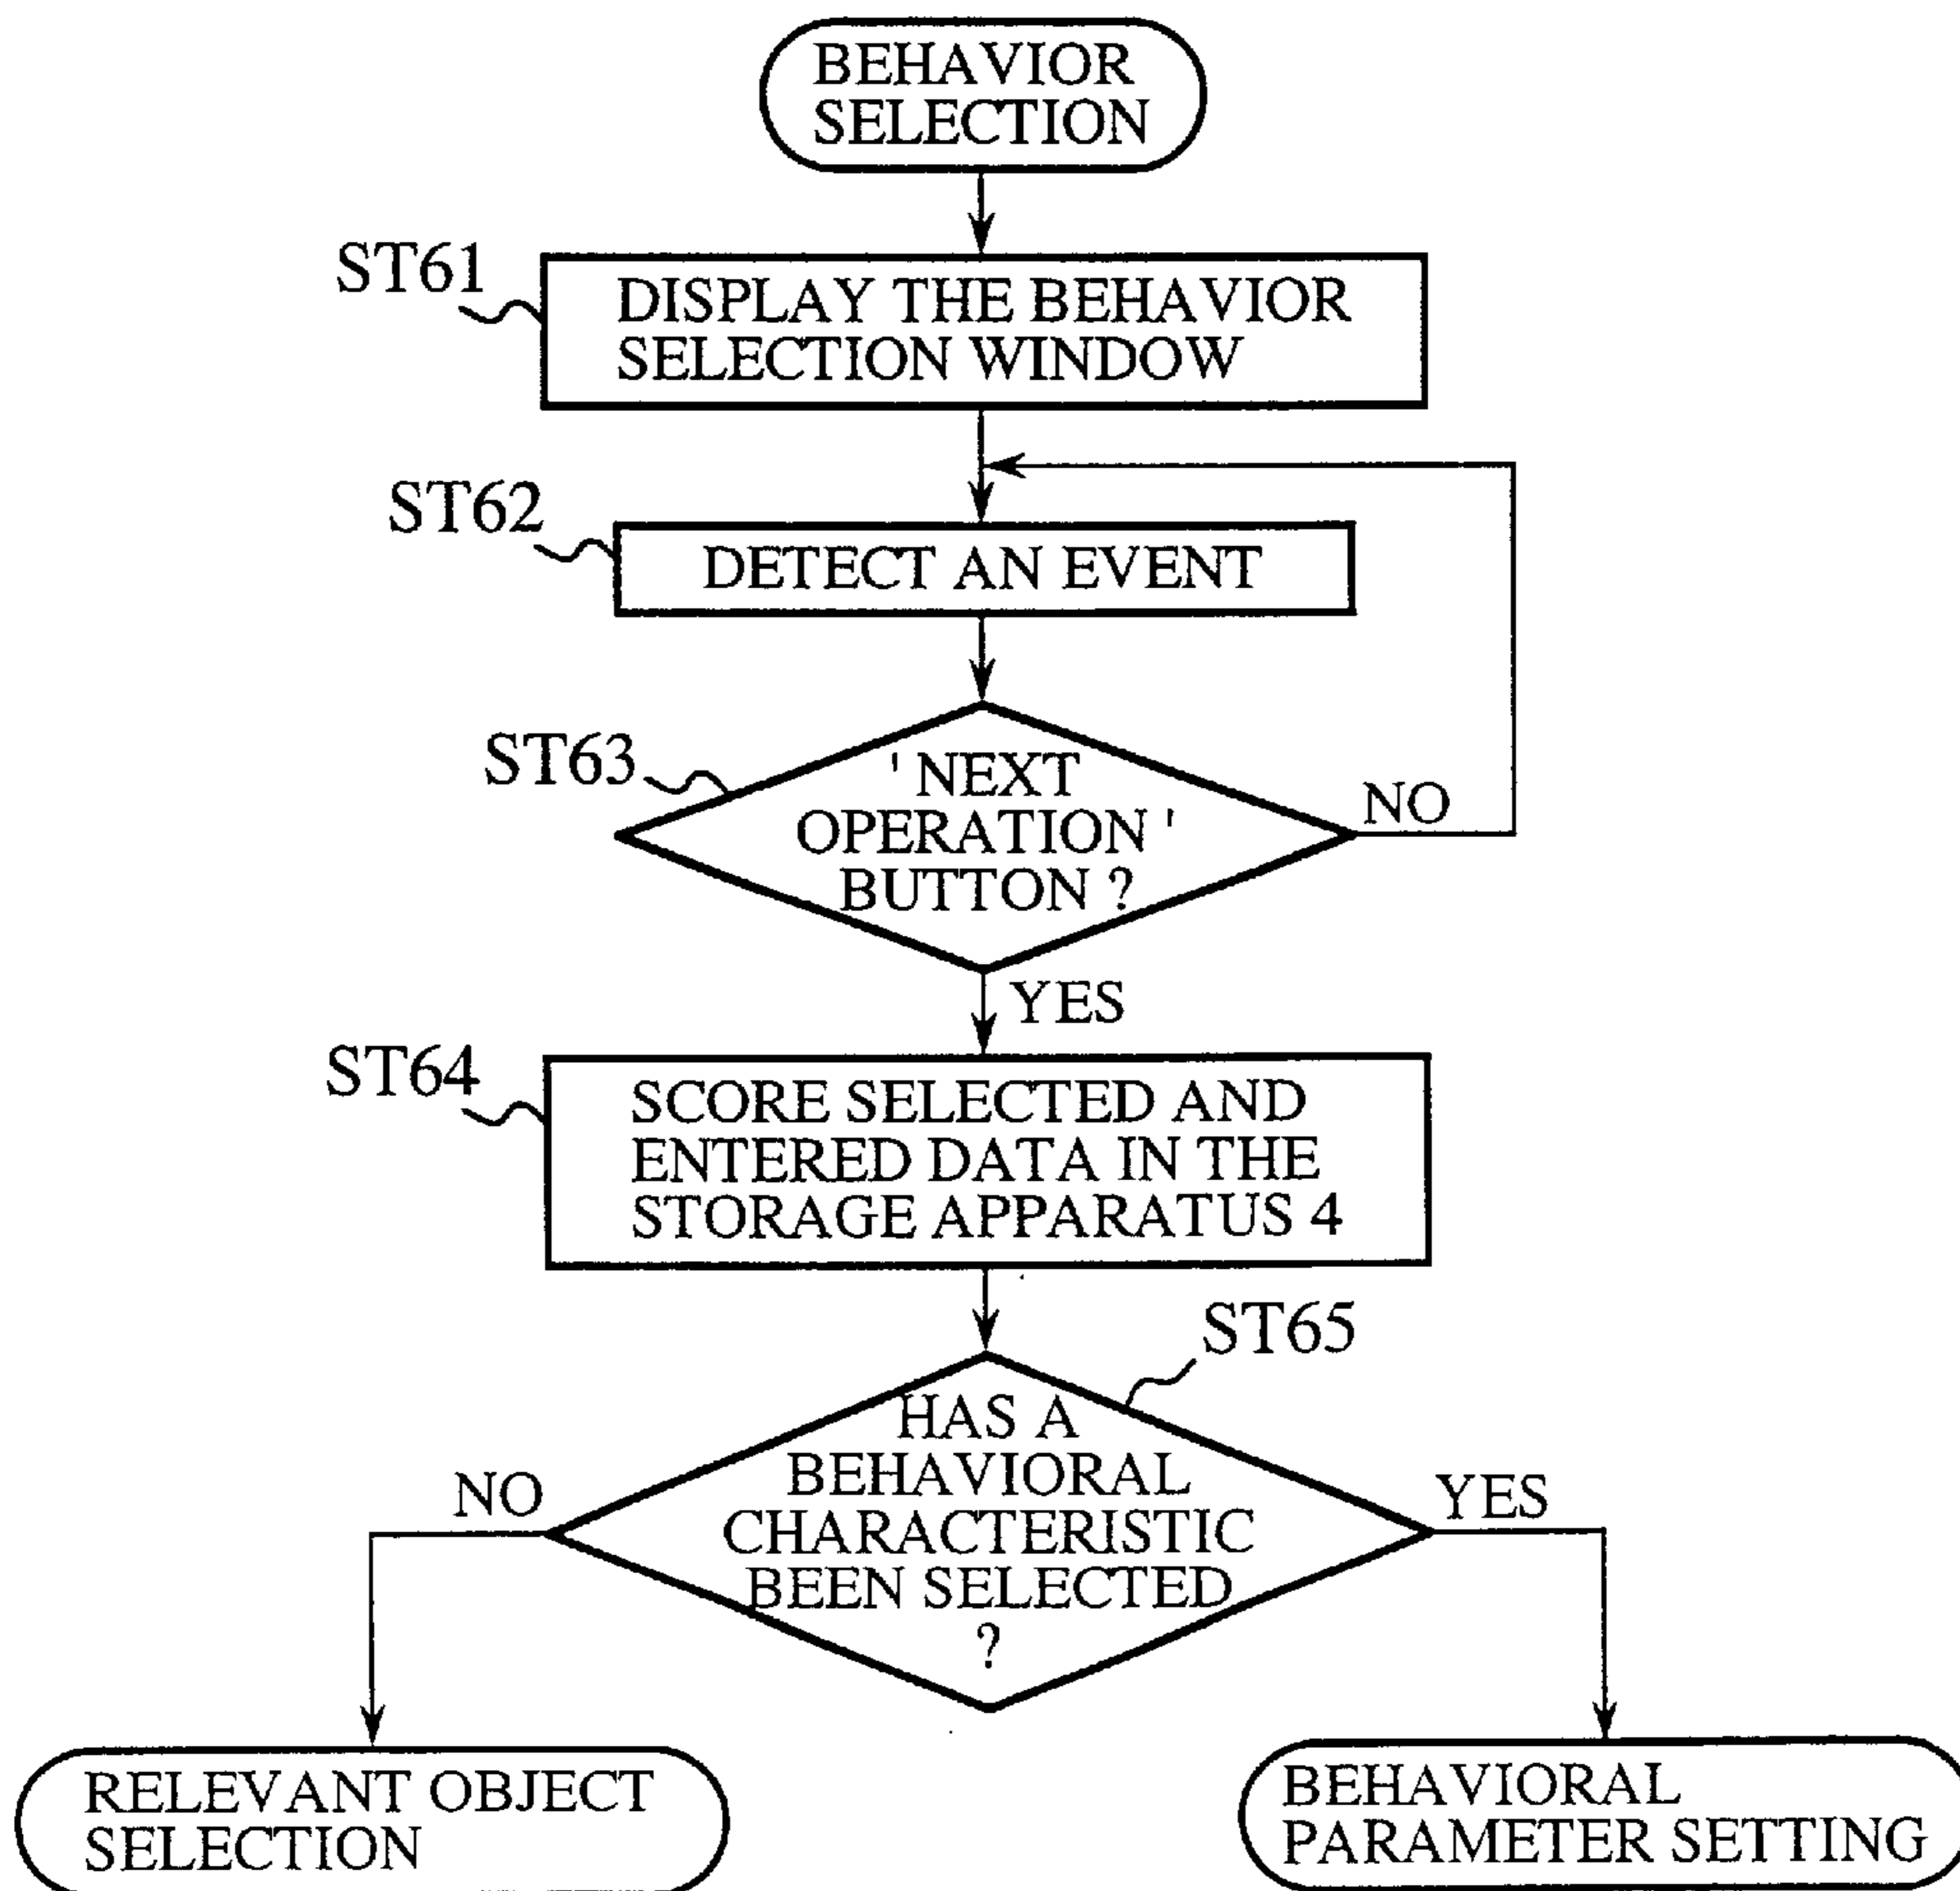 BEHAVIOR
SELECTION
ST61
DISPLAY THE BEHAVIOR
SELECTION WINDOW
ST62
DETECT AN EVENT
ST63
' NEXT
OPERATION '
BUTTON ?
NO
YES
ST64
SCORE SELECTED AND
ENTERED DATA IN THE
STORAGE APPARATUS 4
ST65
HAS A
BEHAVIORAL
CHARACTERISTIC
BEEN SELECTED
?
NO
YES
RELEVANT OBJECT
SELECTION
BEHAVIORAL
PARAMETER SETTING